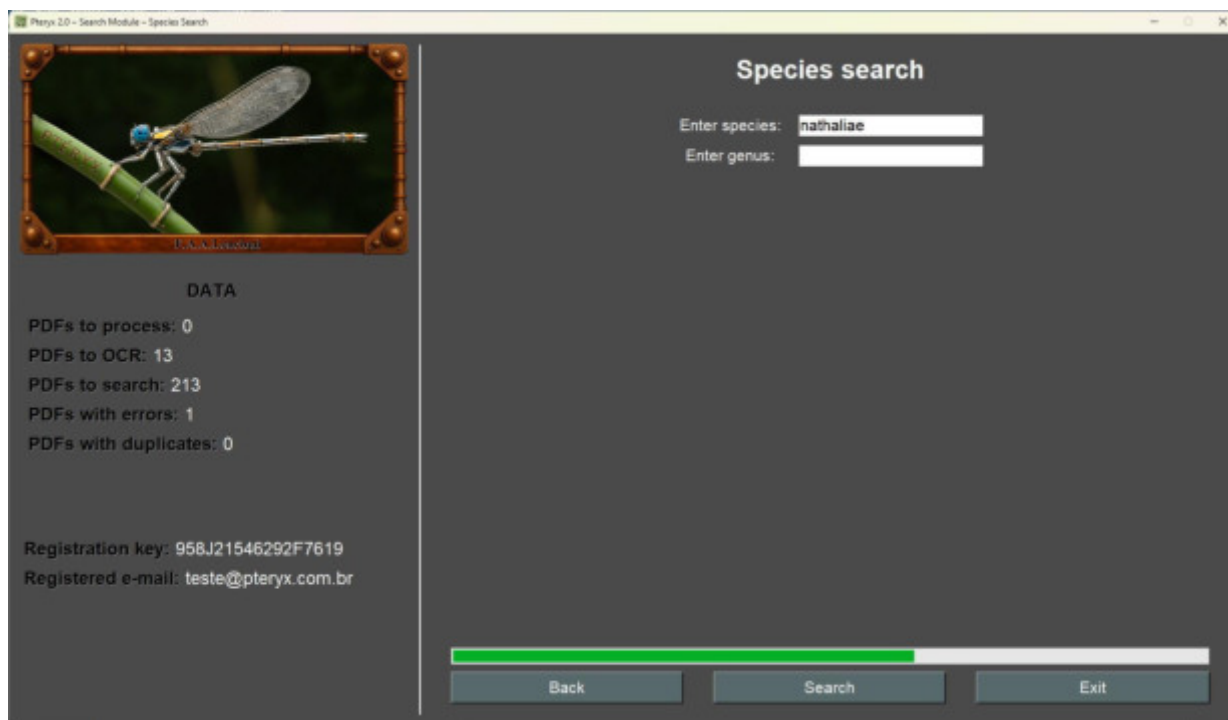 Pteryx 2.0 – Search Module – Species Search
DATA
PDFs to process: 0
PDFs to OCR: 13
PDFs to search: 213
PDFs with errors: 1
PDFs with duplicates: 0
Registration key: 958J21546292F7619
Registered e-mail: teste@pteryx.com.br
Species search
Enter species: nathaliae
Enter genus:
Back
Search
Exit